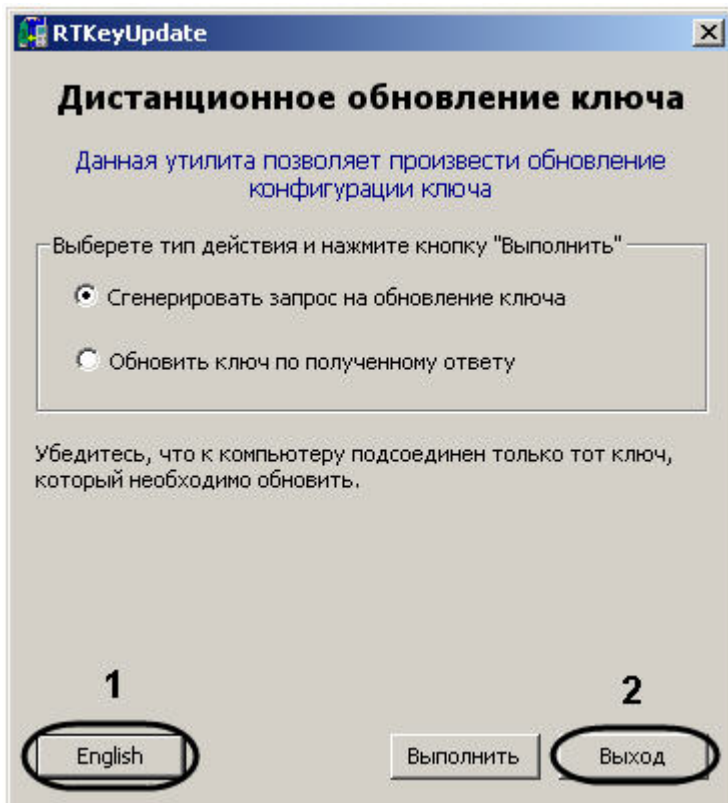 RTKeyUpdate
Дистанционное обновление ключа
Данная утилита позволяет произвести обновление
конфигурации ключа
Выберете тип действия и нажмите кнопку "Выполнить"
Сгенерировать запрос на обновление ключа
Обновить ключ по полученному ответу
Убедитесь, что к компьютеру подсоединен только тот ключ,
который необходимо обновить.
1
2
English
Выполнить
Выход